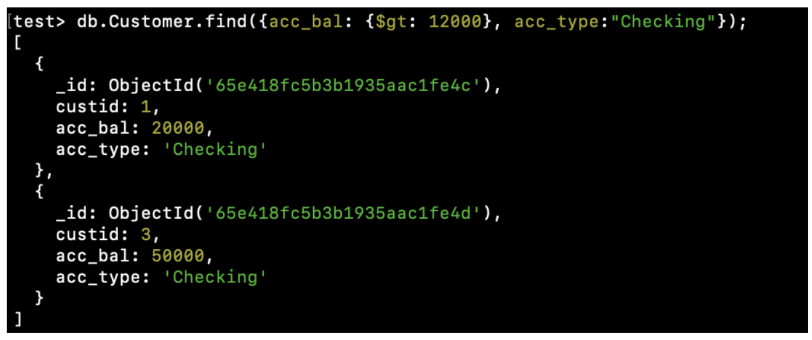 [test> db.Customer.find({acc_bal: {$gt: 12000}, acc_type:"Checking"});
[
  {
    _id: ObjectId('65e418fc5b3b1935aac1fe4c'),
    custid: 1,
    acc_bal: 20000,
    acc_type: 'Checking'
  },
  {
    _id: ObjectId('65e418fc5b3b1935aac1fe4d'),
    custid: 3,
    acc_bal: 50000,
    acc_type: 'Checking'
  }
]